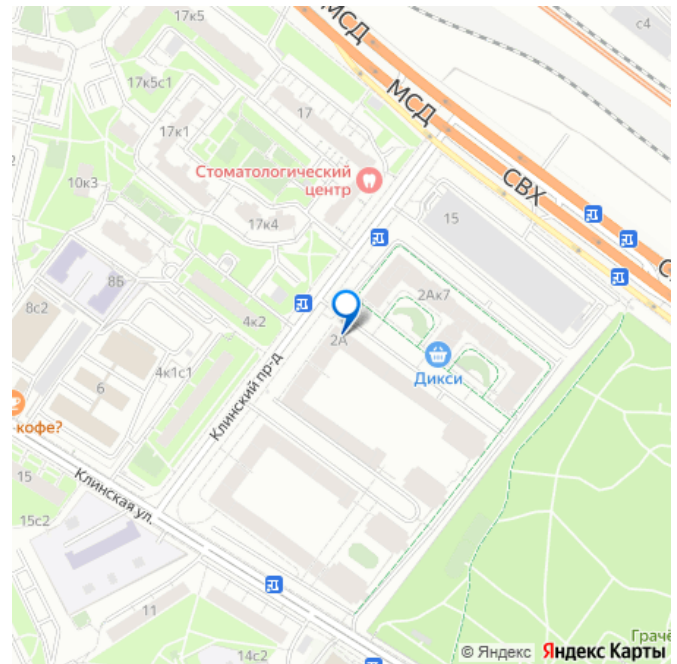 17к5
МСД
с4
17к5с1
17
МСД
17к1
Стоматологический
центр
СВХ
10к3
17к4
15
С
8Б
2Ак7
8с2
4к2
2А
6
4к1с1
Дикси
Клинский пр-д
кофе?
15
Клинская ул.
15с2
11
Грачё
14с2
© Яндекс Яндекс Карты